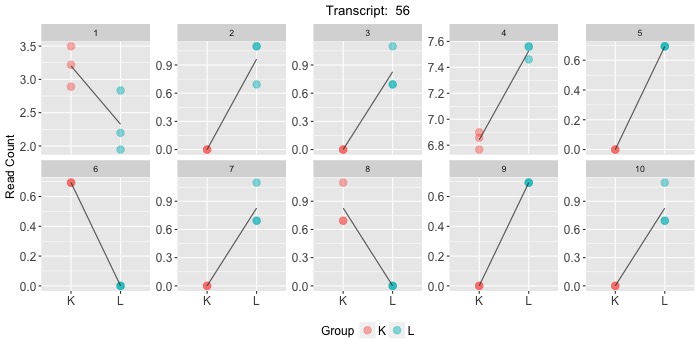 Transcript: 56
1 2 3 4 5
3.5 3.0 2.5 2.0
0.9 0.6 0.3 0.0
0.9 0.6 0.3 0.0
7.6 7.4 7.2 7.0 6.8
0.6 0.4 0.2 0.0
Read Count
6 7 8 9 10
0.6 0.4 0.2 0.0
0.9 0.6 0.3 0.0
0.9 0.6 0.3 0.0
0.6 0.4 0.2 0.0
0.9 0.6 0.3 0.0
K L K L K L K L K L
Group K L